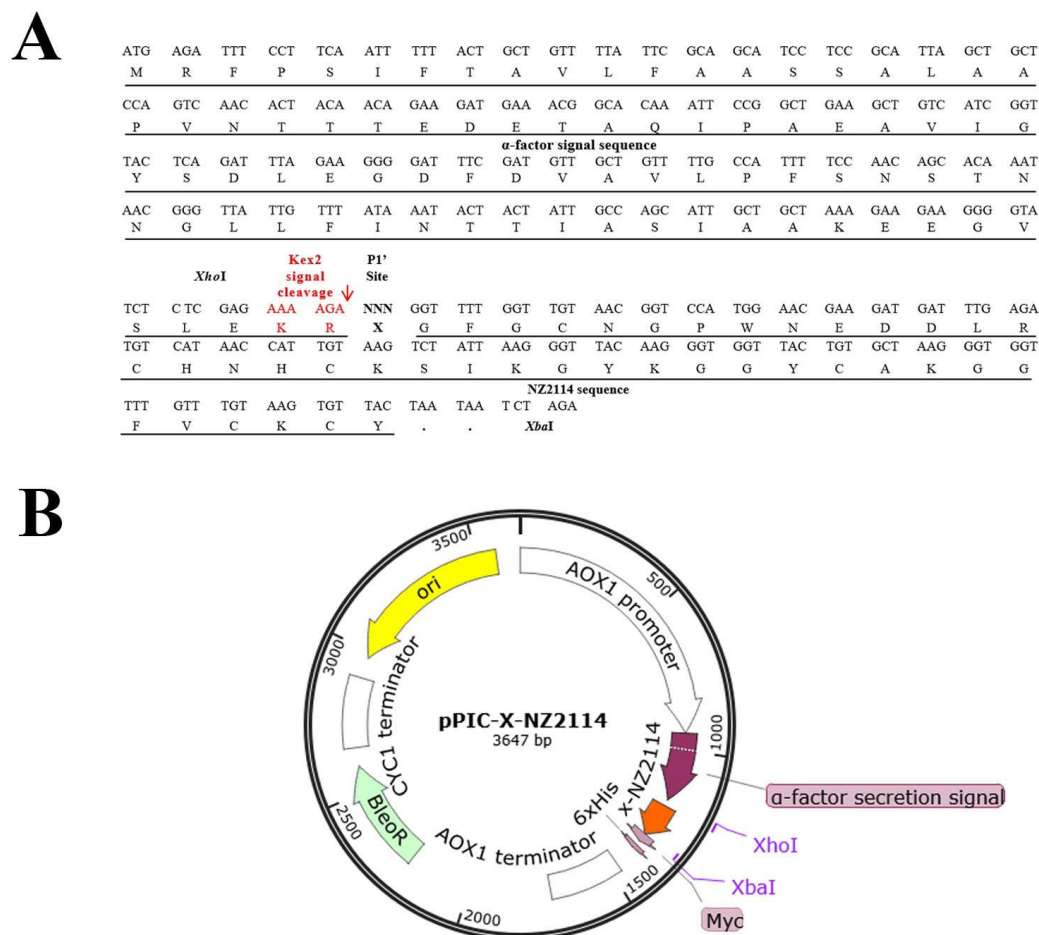 A
ATG AGA TTT CCT TCA ATT TTT ACT GCT GTT TTA TTC GCA GCA TCC TCC GCA TTA GCT GCT
M R F P S I F T A V L F A A S S A L A A
CCA GTC AAC ACT ACA ACA GAA GAT GAA ACG GCA CAA ATT CCG GCT GAA GCT GTC ATC GGT
P V N T T T E D E T A Q I P A E A V I G
α-factor signal sequence
TAC TCA GAT TTA GAA GGG GAT TTC GAT GTT GCT GTT TTG CCA TTT TCC AAC AGC ACA AAT
Y S D L E G D F D V A V L P F S N S T N
AAC GGG TTA TTG TTT ATA AAT ACT ACT ATT GCC AGC ATT GCT GCT AAA GAA GAA GGG GTA
N G L L F I N T T I A S I A A K E E G V
XhoI
Kex2
signal
cleavage
P1'
Site
TCT C TC GAG AAA AGA NNN GGT TTT GGT TGT AAC GGT CCA TGG AAC GAA GAT GAT TTG AGA
S L E K R X G F G C N G P W N E D D L R
TGT CAT AAC CAT TGT AAG TCT ATT AAG GGT TAC AAG GGT GGT TAC TGT GCT AAG GGT GGT
C H N H C K S I K G Y K G G Y C A K G G
NZ2114 sequence
TTT GTT TGT AAG TGT TAC TAA TAA T CT AGA
F V C K C Y . . XbaI
B
3500
500
ori
AOX1 promoter
3000
CYC1 terminator
pPIC-X-NZ2114
3647 bp
1000
X-NZ2114
α-factor secretion signal
6xHis
BleoR
2500
AOX1 terminator
XhoI
XbaI
1500
2000
Myc